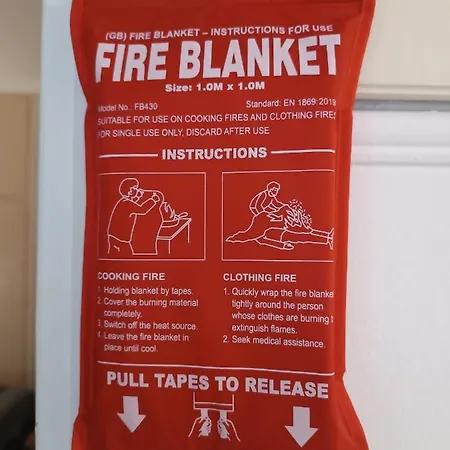 (GB) FIRE BLANKET – INSTRUCTIONS FOR USE
FIRE BLANKET
Size: 1.0M x 1.0M
Model No.: FB430
Standard: EN 1869:2019
SUITABLE FOR USE ON COOKING FIRES AND CLOTHING FIRES
FOR SINGLE USE ONLY, DISCARD AFTER USE
INSTRUCTIONS
COOKING FIRE
1. Holding blanket by tapes.
2. Cover the burning material
completely.
3. Switch off the heat source.
4. Leave the fire blanket in
place until cool.
CLOTHING FIRE
1. Quickly wrap the fire blanket
tightly around the person
whose clothes are burning to
extinguish flames.
2. Seek medical assistance.
PULL TAPES TO RELEASE